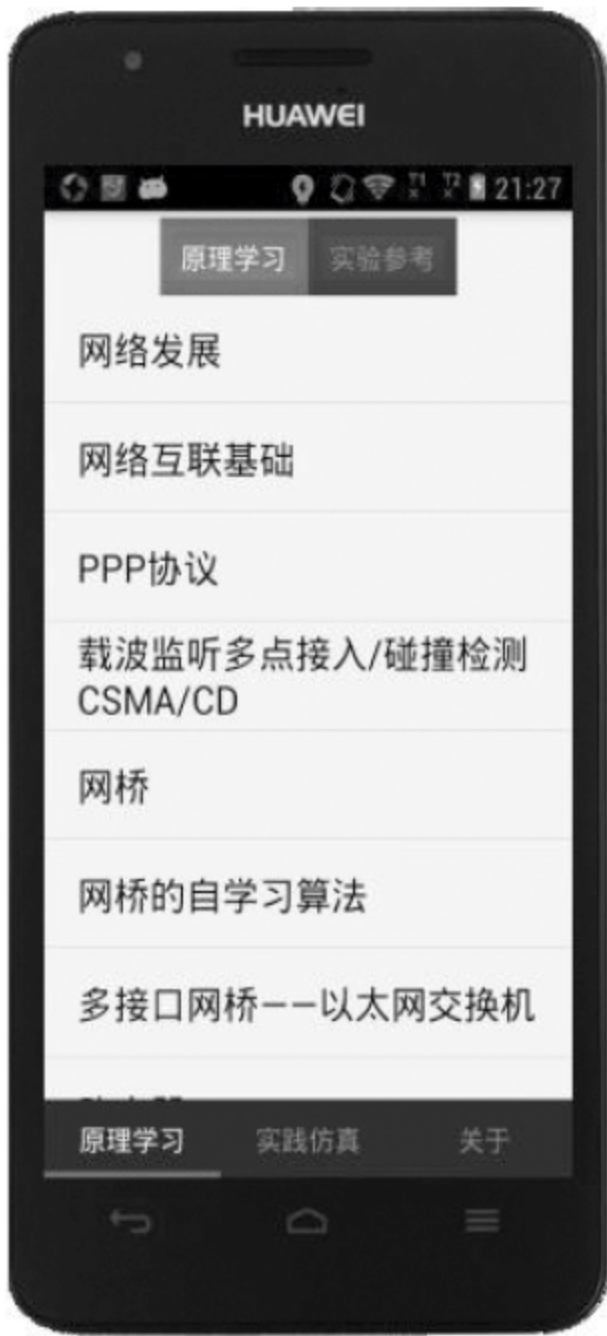 HUAWEI
T1 T2 21:27
原理学习 实验参考
网络发展
网络互联基础
PPP协议
载波监听多点接入/碰撞检测
CSMA/CD
网桥
网桥的自学习算法
多接口网桥——以太网交换机
原理学习 实践仿真 关于